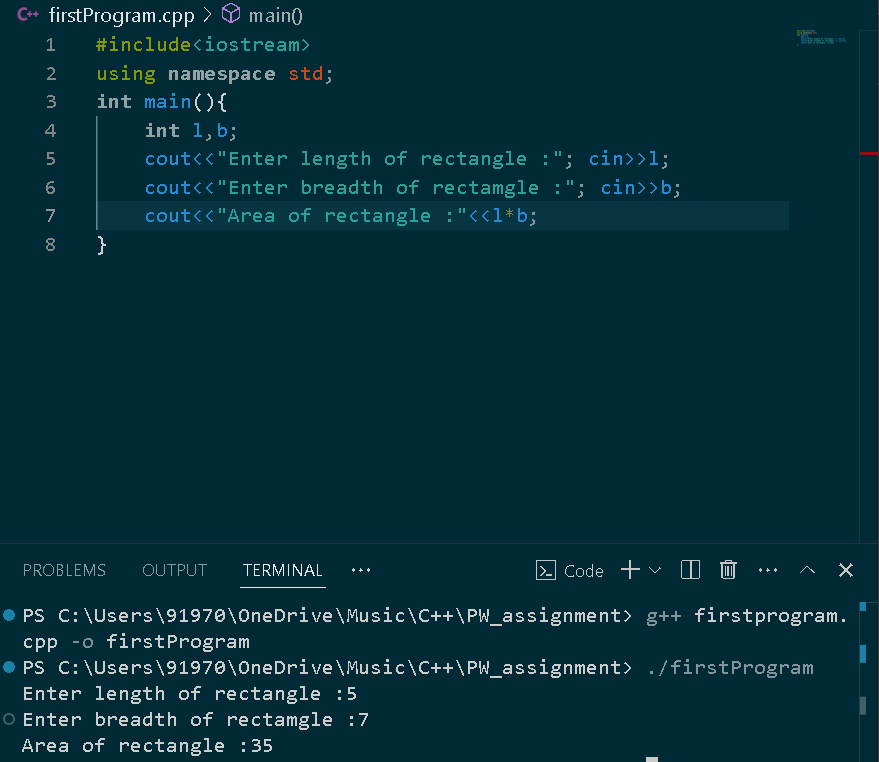 C++ firstProgram.cpp > main()
1 #include<iostream>
2 using namespace std;
3 int main(){
4     int l,b;
5     cout<<"Enter length of rectangle :"; cin>>l;
6     cout<<"Enter breadth of rectamgle :"; cin>>b;
7     cout<<"Area of rectangle :"<<l*b;
8 }
PROBLEMS OUTPUT TERMINAL ··· Code
PS C:\Users\91970\OneDrive\Music\C++\PW_assignment> g++ firstprogram.
cpp -o firstProgram
PS C:\Users\91970\OneDrive\Music\C++\PW_assignment> ./firstProgram
Enter length of rectangle :5
Enter breadth of rectamgle :7
Area of rectangle :35